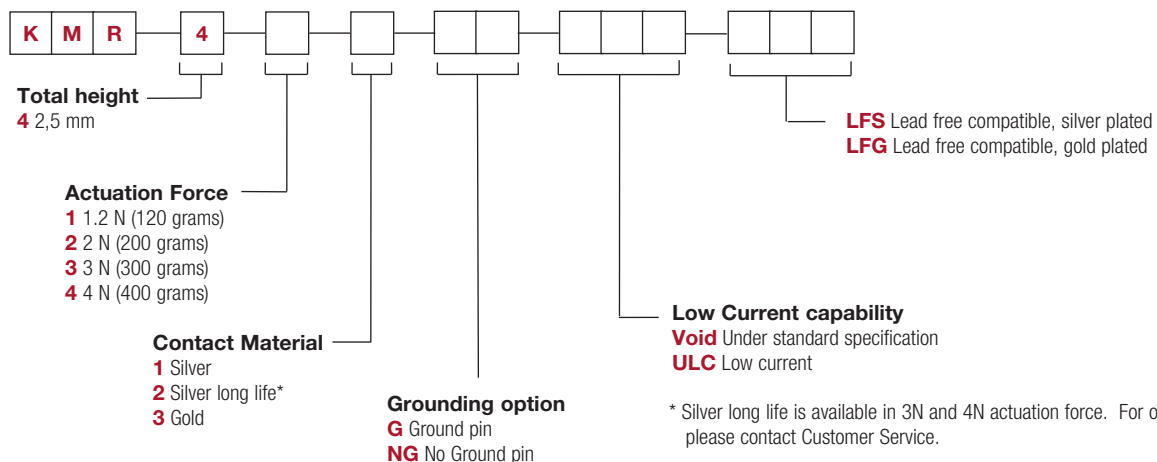 K M R 4
Total height
4 2,5 mm
LFS Lead free compatible, silver plated
LFG Lead free compatible, gold plated
Actuation Force
1 1.2 N (120 grams)
2 2 N (200 grams)
3 3 N (300 grams)
4 4 N (400 grams)
Low Current capability
Void Under standard specification
ULC Low current
Contact Material
1 Silver
2 Silver long life*
3 Gold
Grounding option
G Ground pin
NG No Ground pin
* Silver long life is available in 3N and 4N actuation force. For
please contact Customer Service.